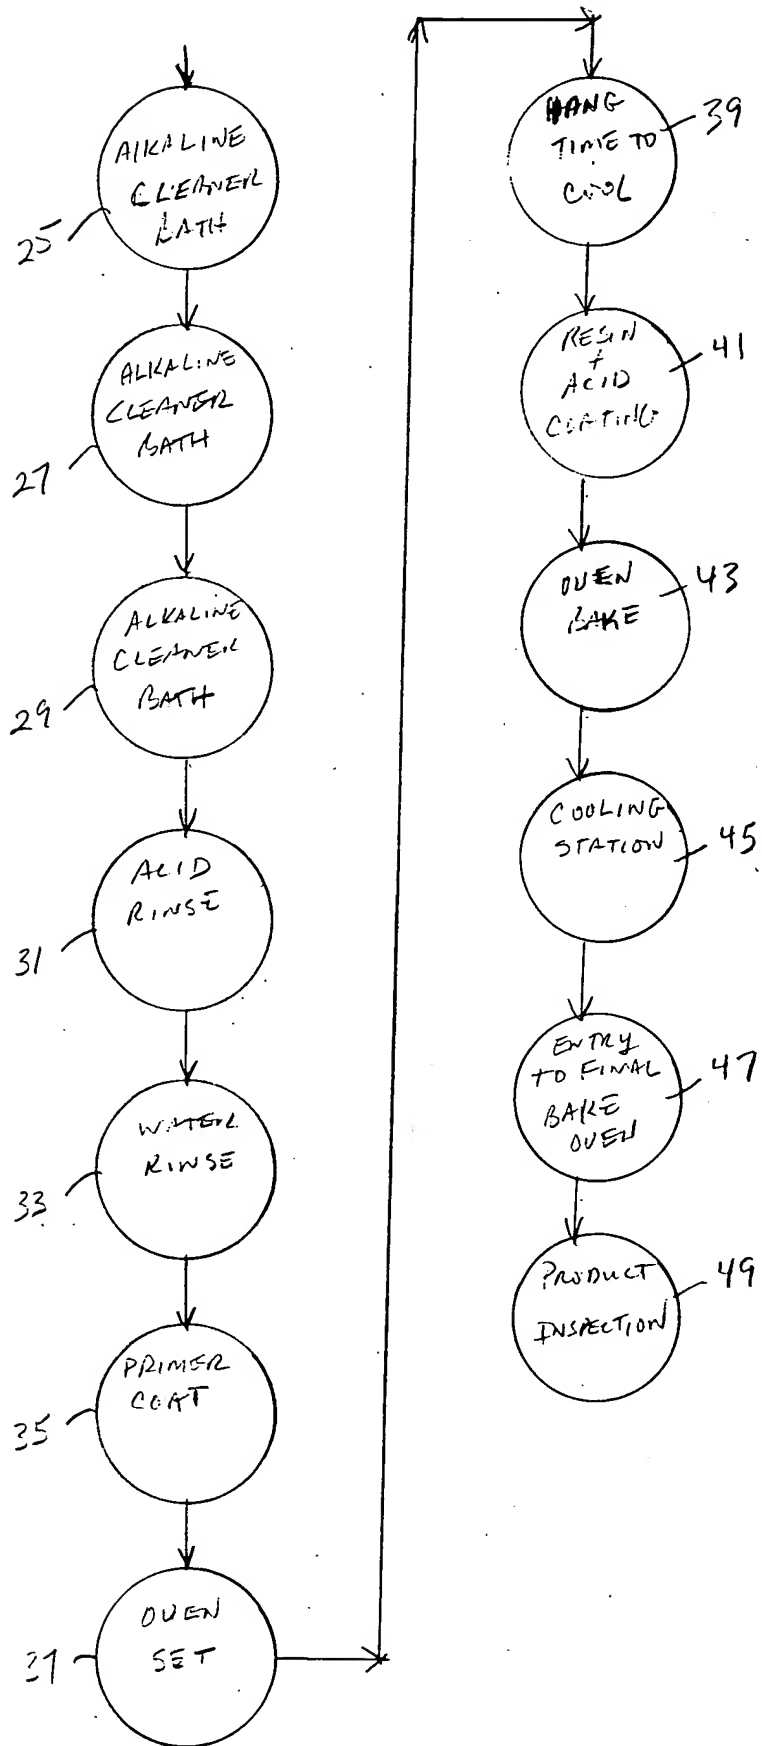 ALKALINE
CLEANER
BATH
25
ALKALINE
CLEANER
BATH
27
ALKALINE
CLEANER
BATH
29
ACID
RINSE
31
WATER
RINSE
33
PRIMER
COAT
35
OVEN
SET
37
HANG
TIME TO
COOL
39
RESIN
+
ACID
COATING
41
OVEN
BAKE
43
COOLING
STATION
45
ENTRY
TO FINAL
BAKE
OVEN
47
PRODUCT
INSPECTION
49